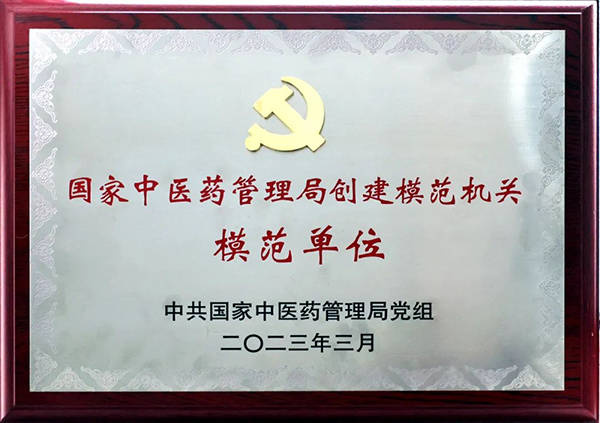 国家中医药管理局创建模范机关
模范单位
中共国家中医药管理局党组
二〇二三年三月